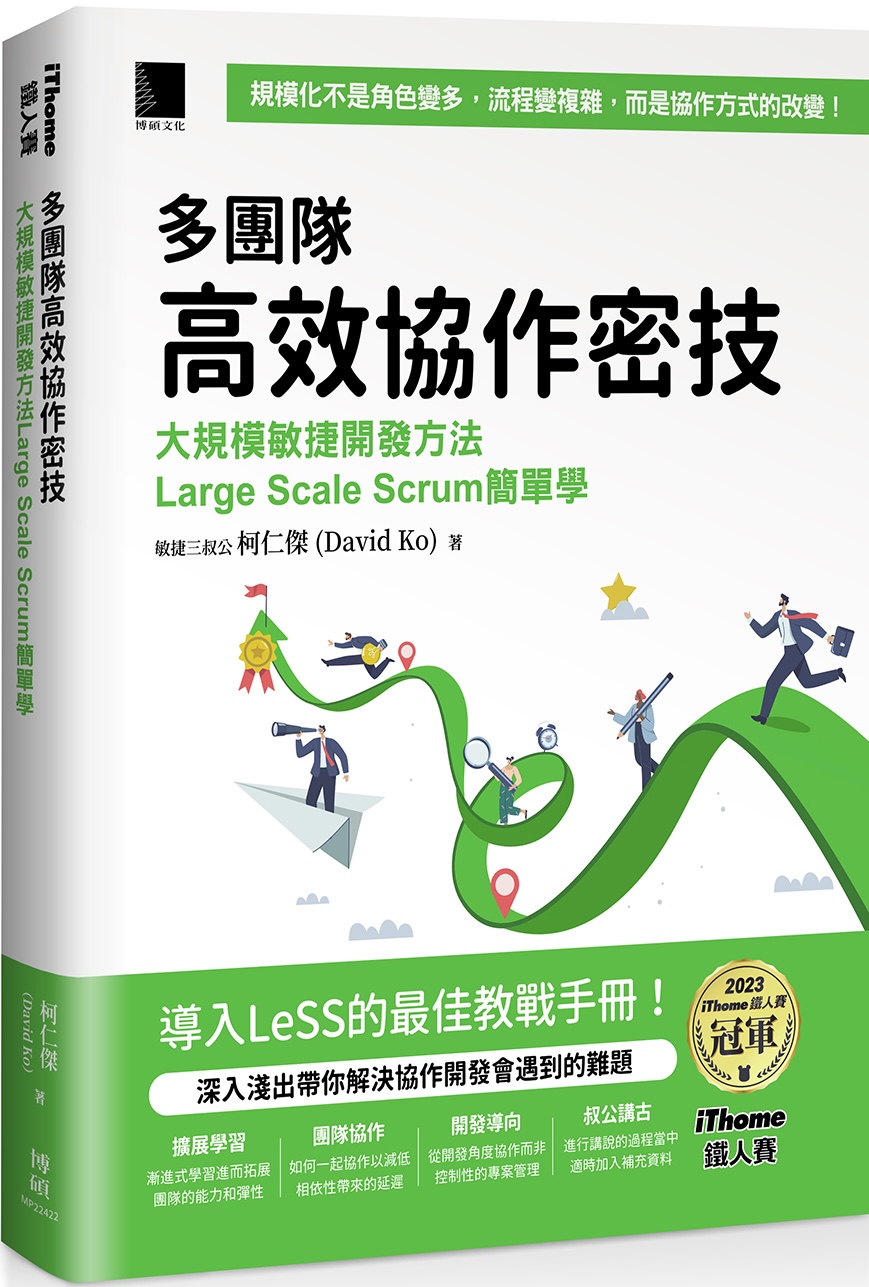 iThome
鐵人賽
多團隊高效協作密技
大規模敏捷開發方法Large Scale Scrum簡單學
柯仁傑
(David Ko)
著
博碩
MP22422
博碩文化
規模化不是角色變多，流程變複雜，而是協作方式的改變！
多團隊
高效協作密技
大規模敏捷開發方法
Large Scale Scrum簡單學
敏捷三叔公 柯仁傑 (David Ko) 著
導入LeSS的最佳教戰手冊！
深入淺出帶你解決協作開發會遇到的難題
擴展學習
漸進式學習進而拓展
團隊的能力和彈性
團隊協作
如何一起協作以減低
相依性帶來的延遲
開發導向
從開發角度協作而非
控制性的專案管理
叔公講古
進行講說的過程當中
適時加入補充資料
2023
iThome 鐵人賽
冠軍
iThome
鐵人賽